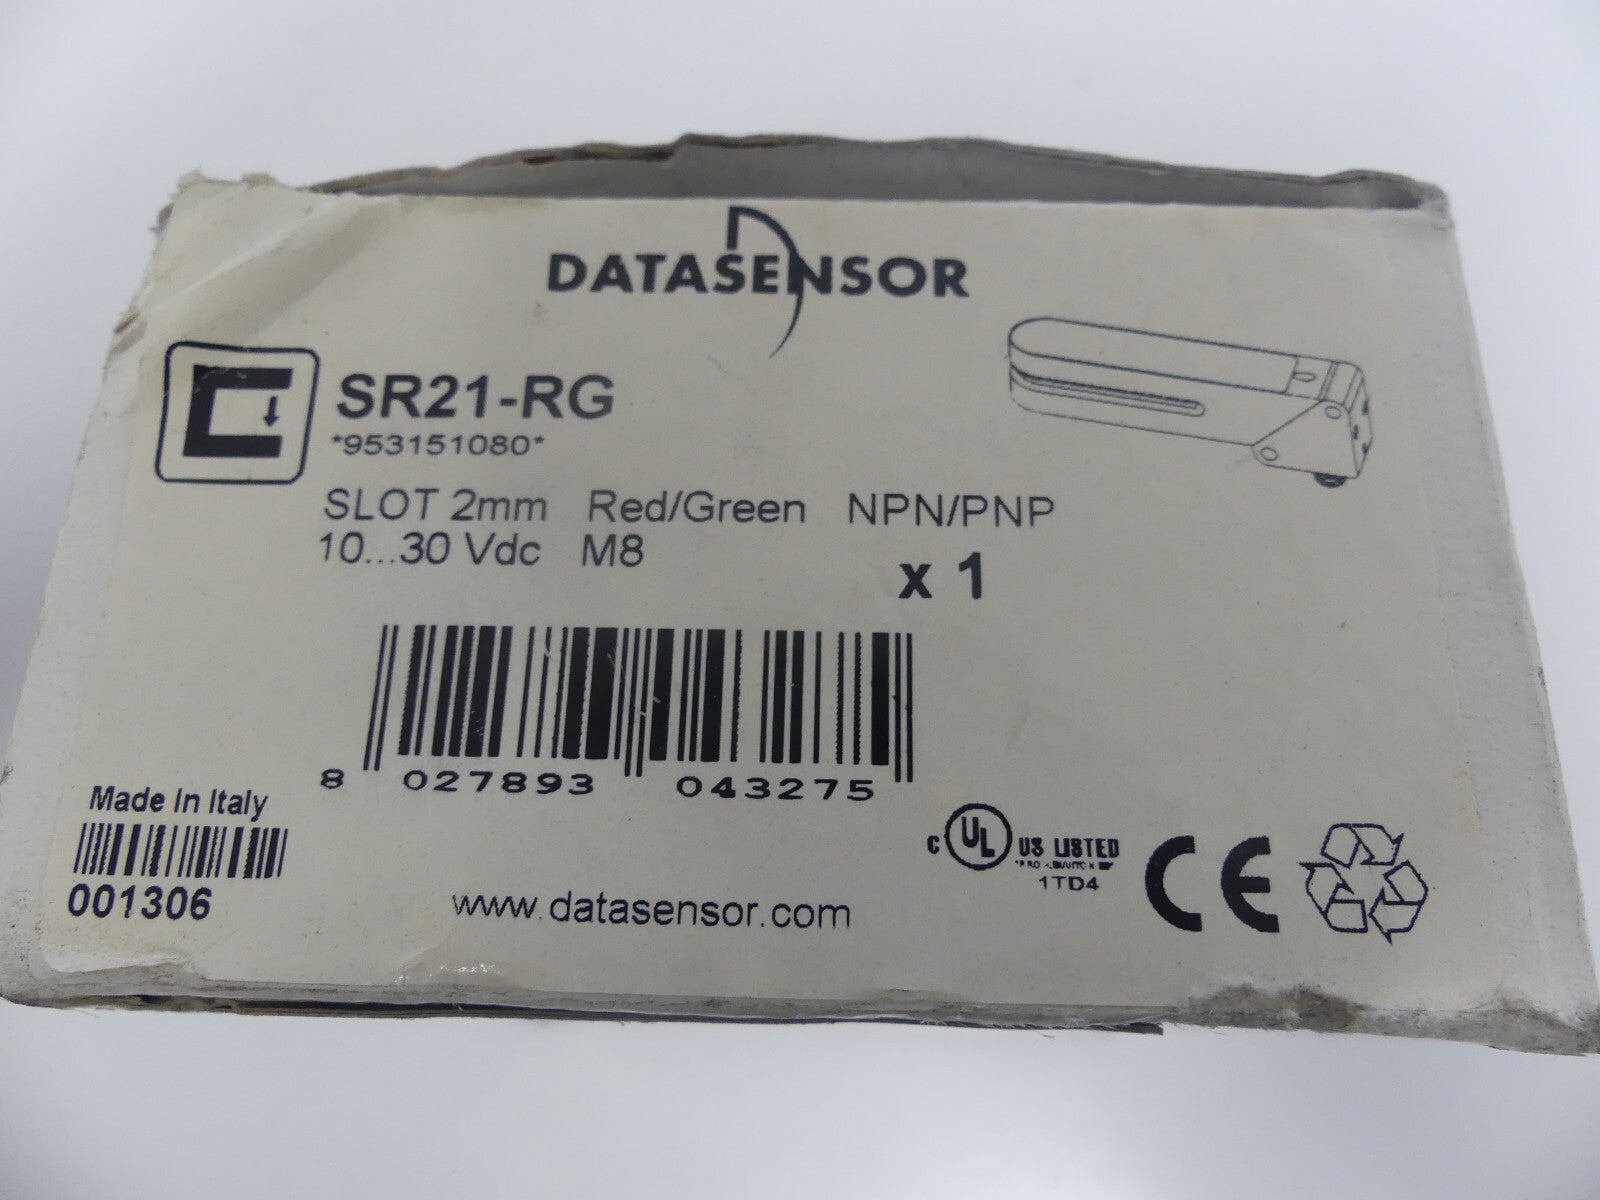 DATASENSOR
SR21-RG
*953151080*
SLOT 2mm Red/Green NPN/PNP
10...30 Vdc M8
x 1
8 027893 043275
Made In Italy
001306
www.datasensor.com
C UL US LISTED
1TD4
CE